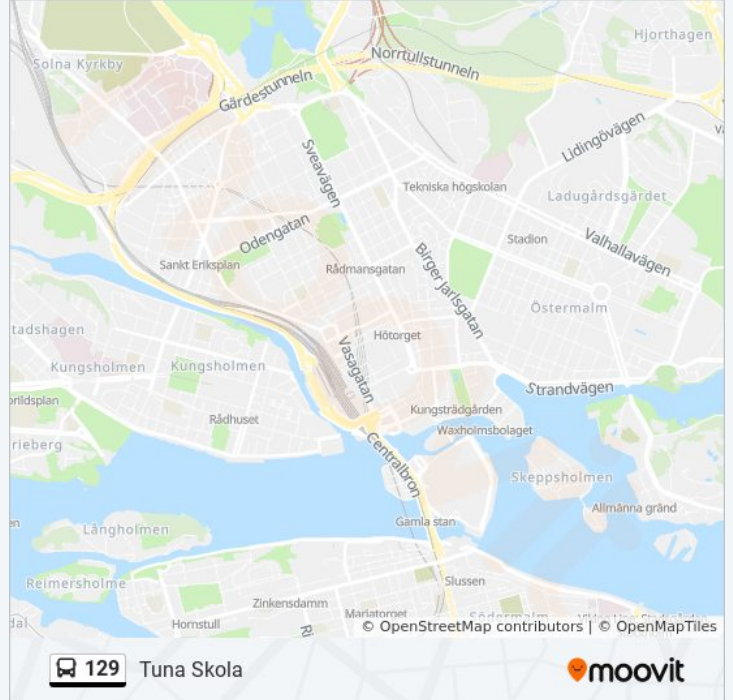 Hjorthagen
Norrtullstunneln
Solna Kyrkby
Gärdestunneln
Lidingövägen
Sveavägen
Tekniska högskolan
Ladugårdsgärdet
Odengatan
Stadion
Valhallavägen
Sankt Eriksplan
Rådmansgatan
Birger Jarlsgatan
Östermalm
tadshagen
Hötorget
Vasagatan
Kungsholmen
Kungsholmen
Strandvägen
Rådhuset
Kungsträdgården
rieberg
Waxholmsbolaget
Centralbron
Skeppsholmen
Allmänna gränd
Gamla stan
Långholmen
Reimersholme
Slussen
Zinkensdamm
Mariatorget
Hornstull
© OpenStreetMap contributors | © OpenMapTiles
129 Tuna Skola
moovit